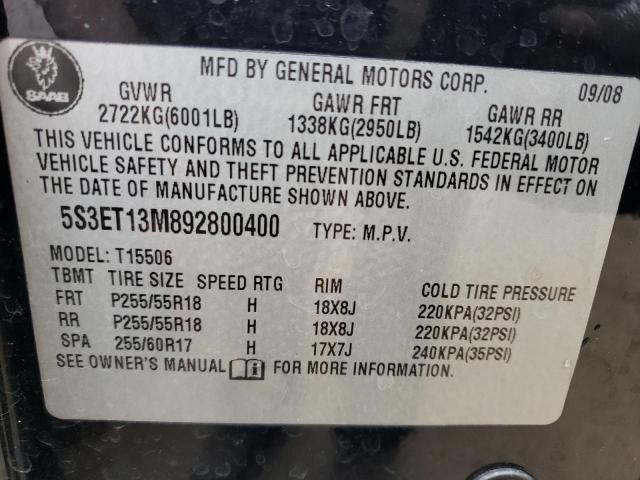 SAAB
MFD BY GENERAL MOTORS CORP. 09/08
GVWR GAWR FRT GAWR RR
2722KG(6001LB) 1338KG(2950LB) 1542KG(3400LB)
THIS VEHICLE CONFORMS TO ALL APPLICABLE U.S. FEDERAL MOTOR
VEHICLE SAFETY AND THEFT PREVENTION STANDARDS IN EFFECT ON
THE DATE OF MANUFACTURE SHOWN ABOVE.
5S3ET13M892800400 TYPE: M.P.V.
MODEL: T15506
TBMT TIRE SIZE SPEED RTG RIM COLD TIRE PRESSURE
FRT P255/55R18 H 18X8J 220KPA(32PSI)
RR P255/55R18 H 18X8J 220KPA(32PSI)
SPA 255/60R17 H 17X7J 240KPA(35PSI)
SEE OWNER'S MANUAL i FOR MORE INFORMATION.